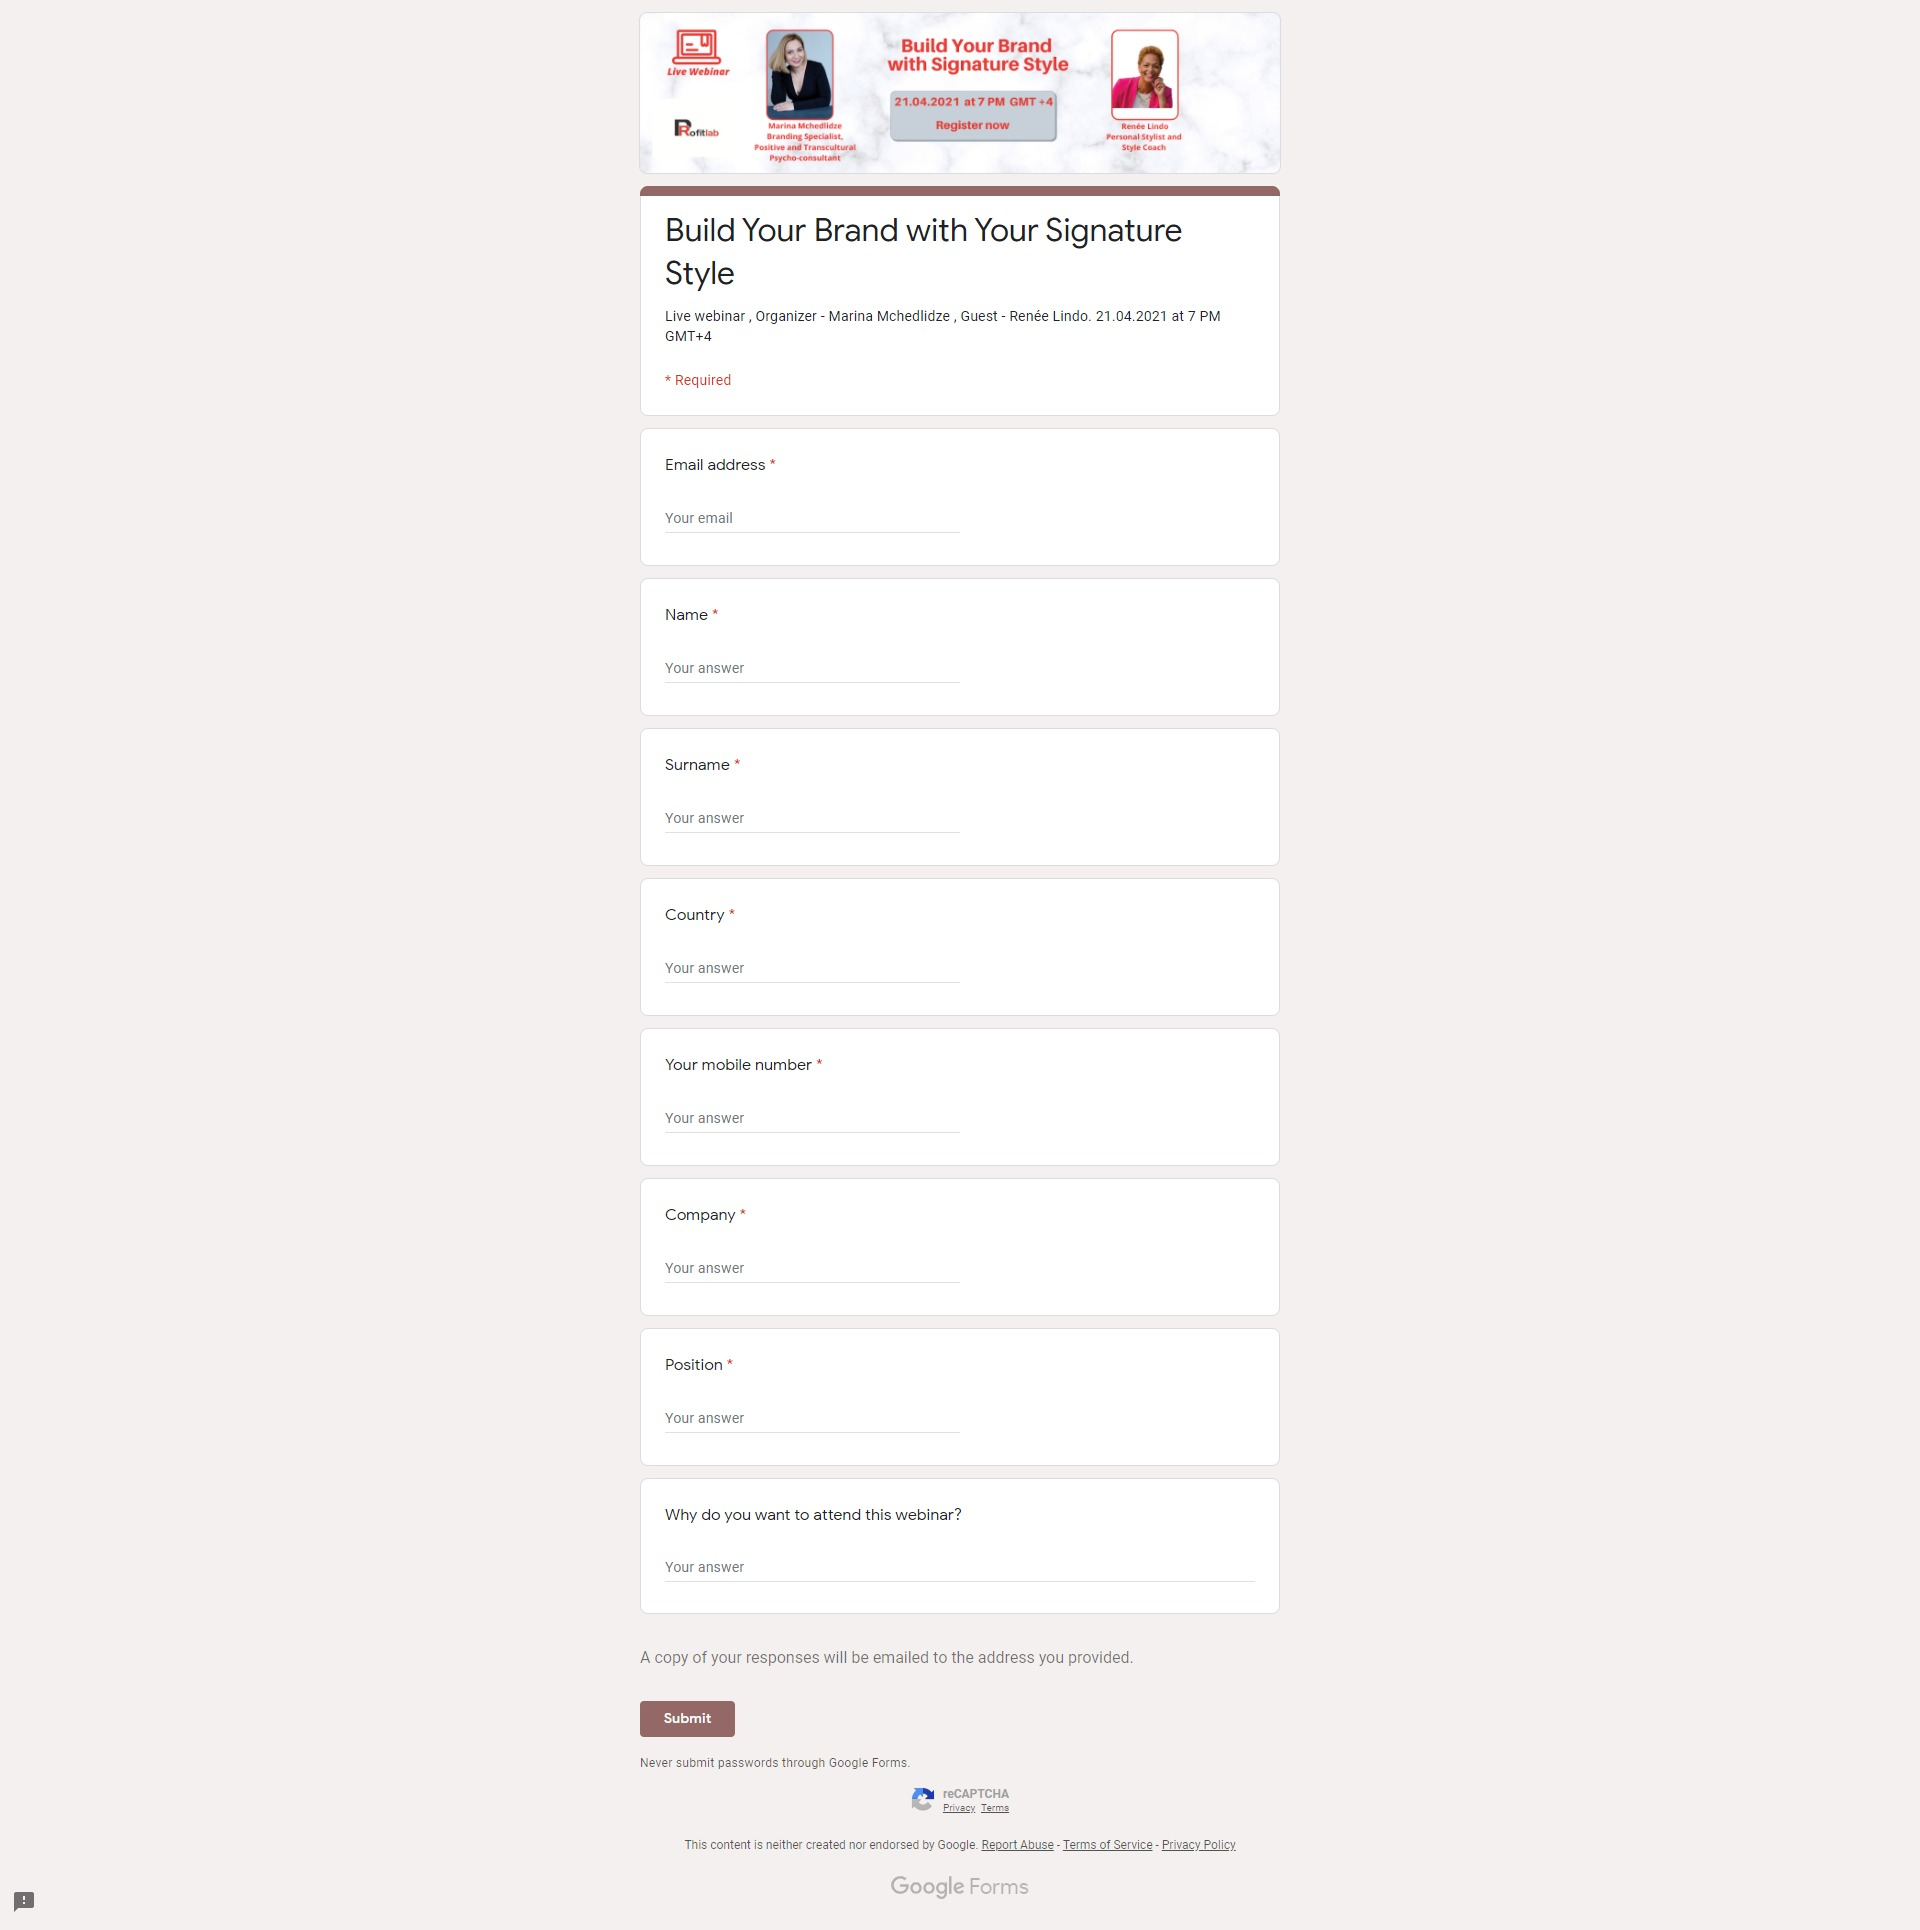 Live Webinar
Rofitlab
Marina Mchedlidze
Branding Specialist,
Positive and Transcultural
Psycho-consultant
Build Your Brand
with Signature Style
21.04.2021 at 7 PM GMT +4
Register now
Renée Lindo
Personal Stylist and
Style Coach
Build Your Brand with Your Signature
Style
Live webinar , Organizer - Marina Mchedlidze , Guest - Renée Lindo. 21.04.2021 at 7 PM
GMT+4
* Required
Email address *
Your email
Name *
Your answer
Surname *
Your answer
Country *
Your answer
Your mobile number *
Your answer
Company *
Your answer
Position *
Your answer
Why do you want to attend this webinar?
Your answer
A copy of your responses will be emailed to the address you provided.
Submit
Never submit passwords through Google Forms.
reCAPTCHA
Privacy Terms
This content is neither created nor endorsed by Google. Report Abuse - Terms of Service - Privacy Policy
Google Forms